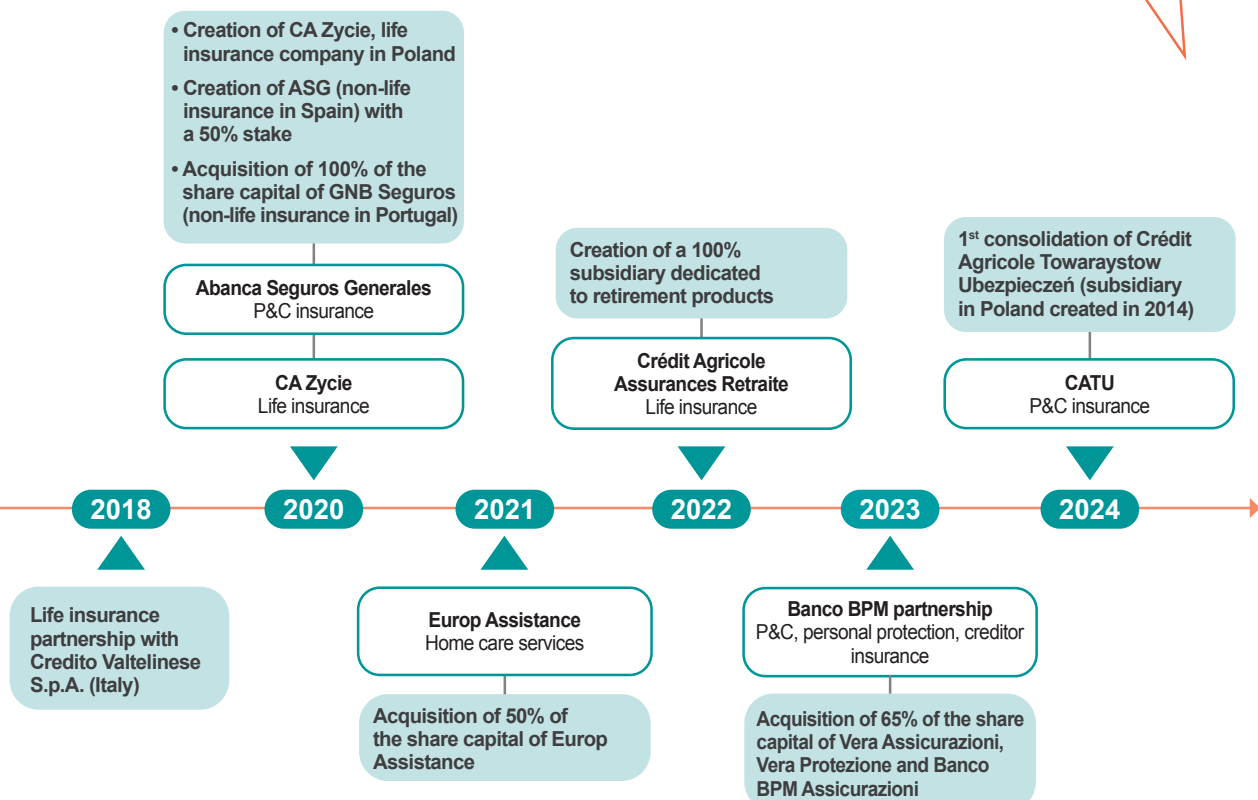 • Creation of CA Zycie, life
insurance company in Poland
• Creation of ASG (non-life
insurance in Spain) with
a 50% stake
• Acquisition of 100% of the
share capital of GNB Seguros
(non-life insurance in Portugal)
Abanca Seguros Generales
P&C insurance
CA Zycie
Life insurance
Creation of a 100%
subsidiary dedicated
to retirement products
Crédit Agricole
Assurances Retraite
Life insurance
1st consolidation of Crédit
Agricole Towaraystow
Ubezpieczeń (subsidiary
in Poland created in 2014)
CATU
P&C insurance
2018
2020
2021
2022
2023
2024
Life insurance
partnership with
Credito Valtelinese
S.p.A. (Italy)
Europ Assistance
Home care services
Acquisition of 50% of
the share capital of Europ
Assistance
Banco BPM partnership
P&C, personal protection, creditor
insurance
Acquisition of 65% of the share
capital of Vera Assicurazioni,
Vera Protezione and Banco
BPM Assicurazioni